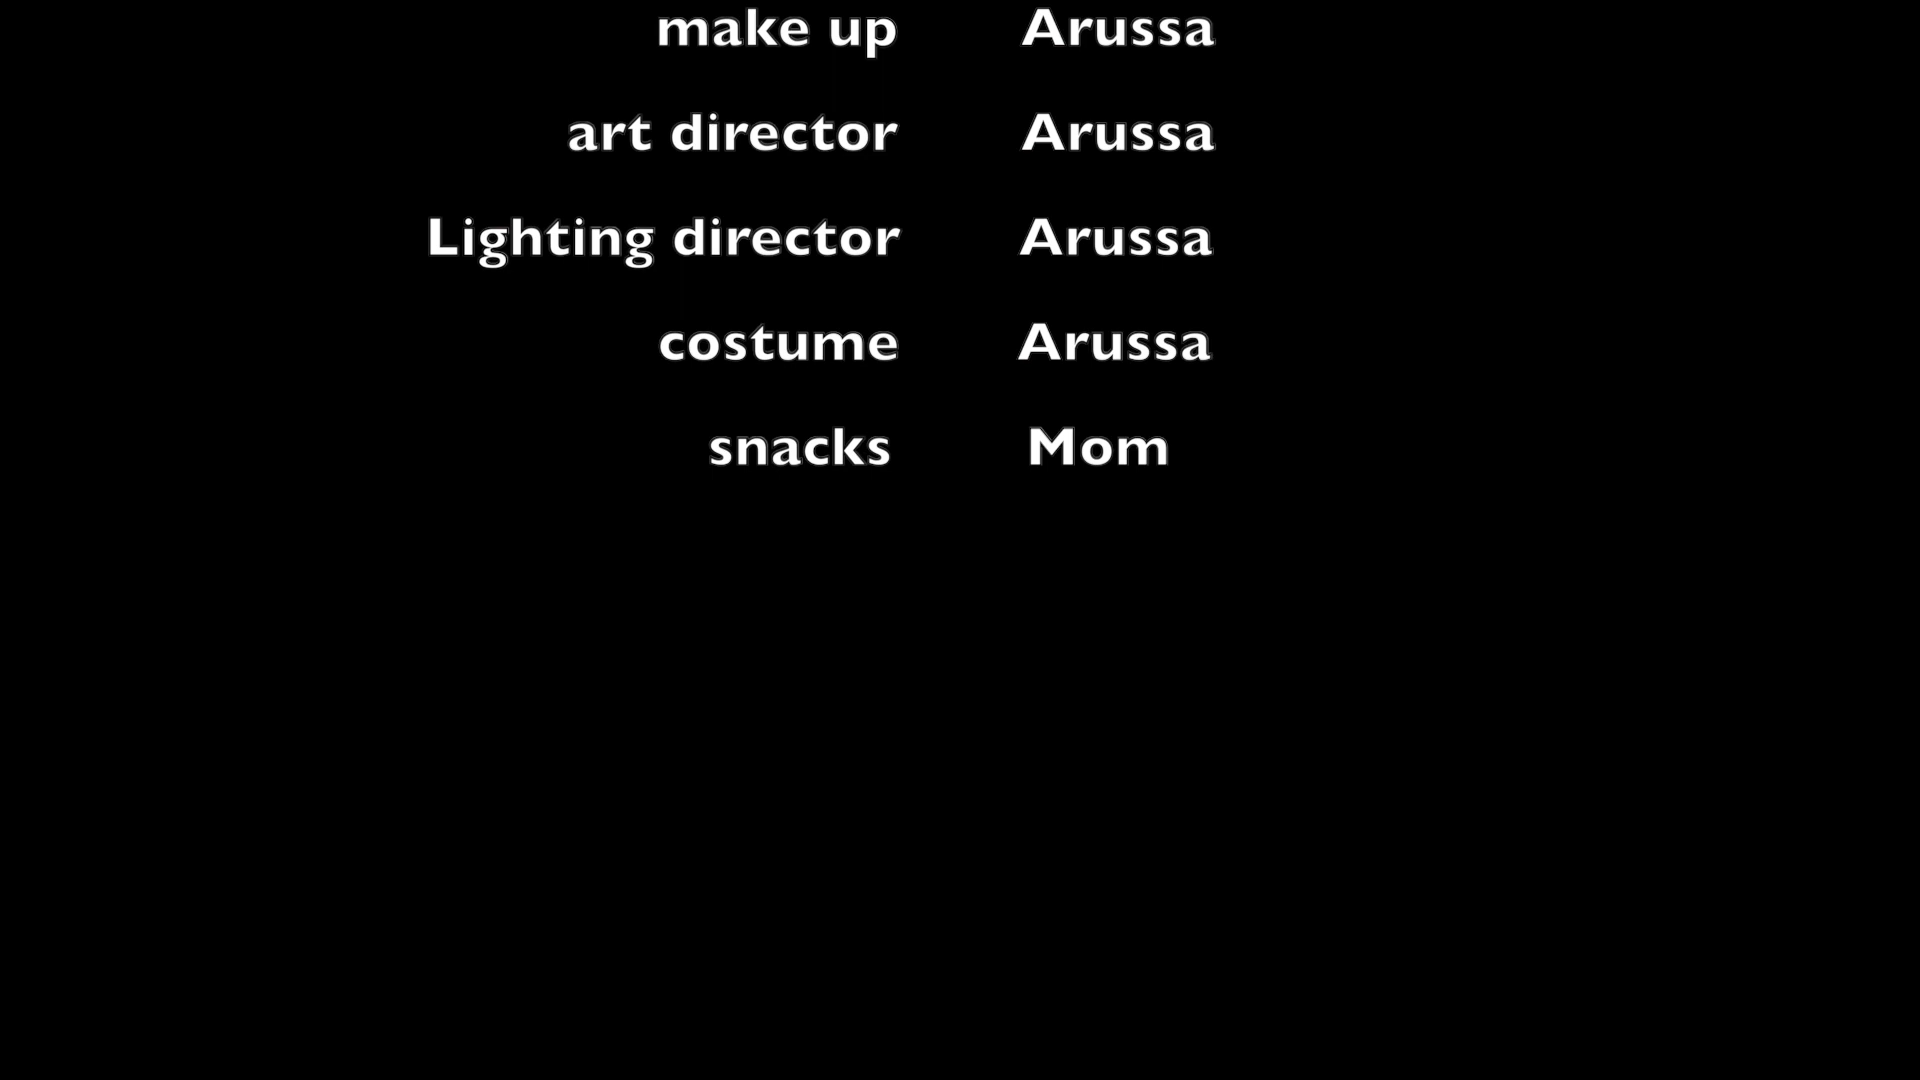 make up Arussa
art director Arussa
Lighting director Arussa
costume Arussa
snacks Mom